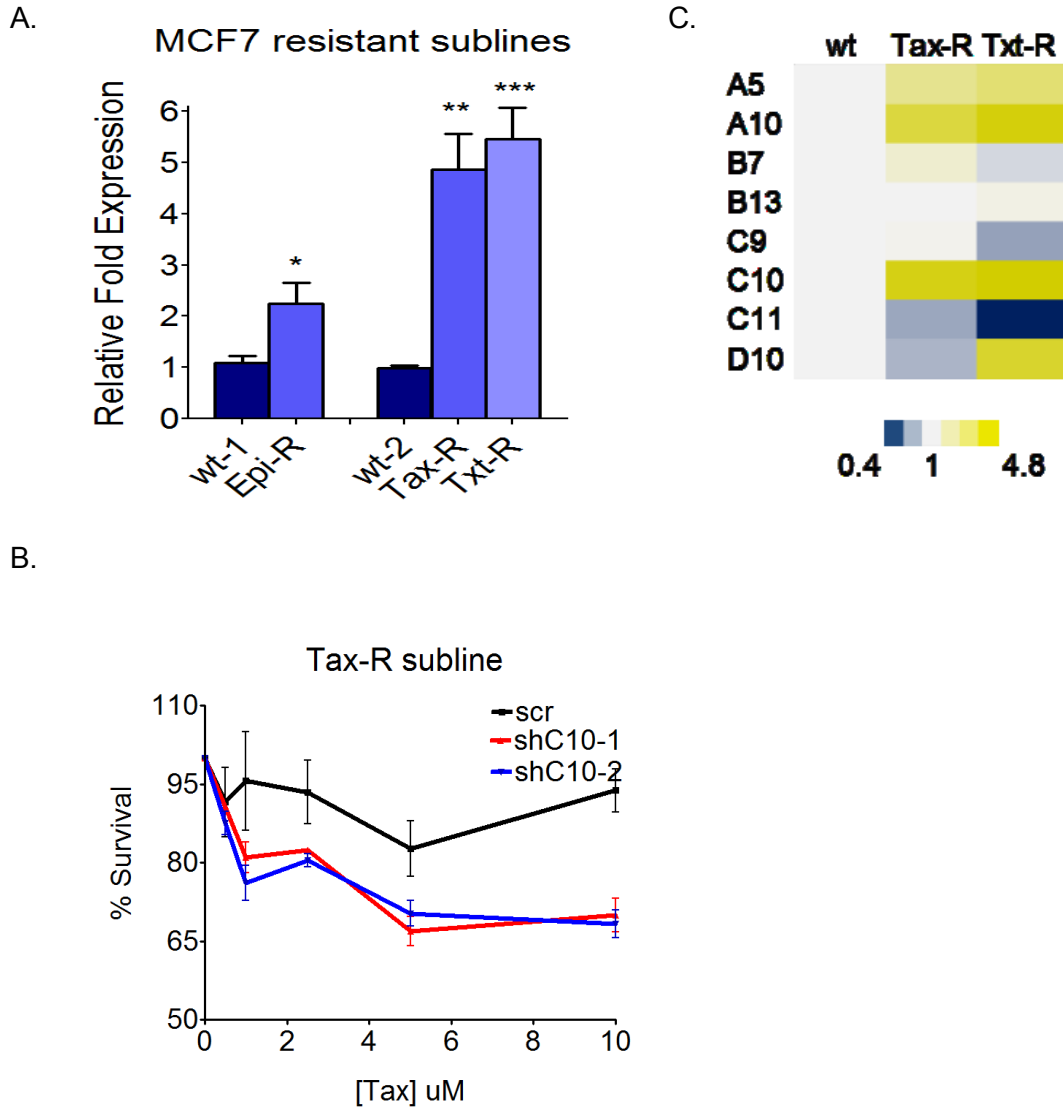 A.
MCF7 resistant sublines
Relative Fold Expression
6
5
4
3
2
1
0
*
**
***
wt-1
Epi-R
wt-2
Tax-R
Txt-R
C.
wt Tax-R Txt-R
A5
A10
B7
B13
C9
C10
C11
D10
0.4 1 4.8
B.
Tax-R subline
scr
shC10-1
shC10-2
% Survival
110
95
80
65
50
0 2 4 6 8 10
[Tax] uM